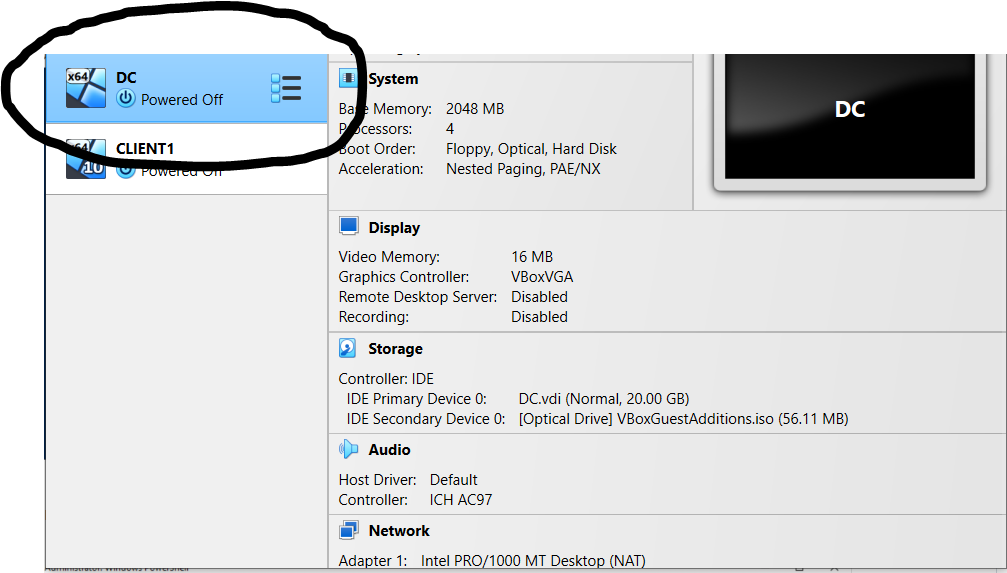 x64
DC
Powered Off
x64
10
CLIENT1
Powered Off
System
Base Memory: 2048 MB
Processors: 4
Boot Order: Floppy, Optical, Hard Disk
Acceleration: Nested Paging, PAE/NX
DC
Display
Video Memory: 16 MB
Graphics Controller: VBoxVGA
Remote Desktop Server: Disabled
Recording: Disabled
Storage
Controller: IDE
IDE Primary Device 0: DC.vdi (Normal, 20.00 GB)
IDE Secondary Device 0: [Optical Drive] VBoxGuestAdditions.iso (56.11 MB)
Audio
Host Driver: Default
Controller: ICH AC97
Network
Adapter 1: Intel PRO/1000 MT Desktop (NAT)
Administrator: Windows PowerShell